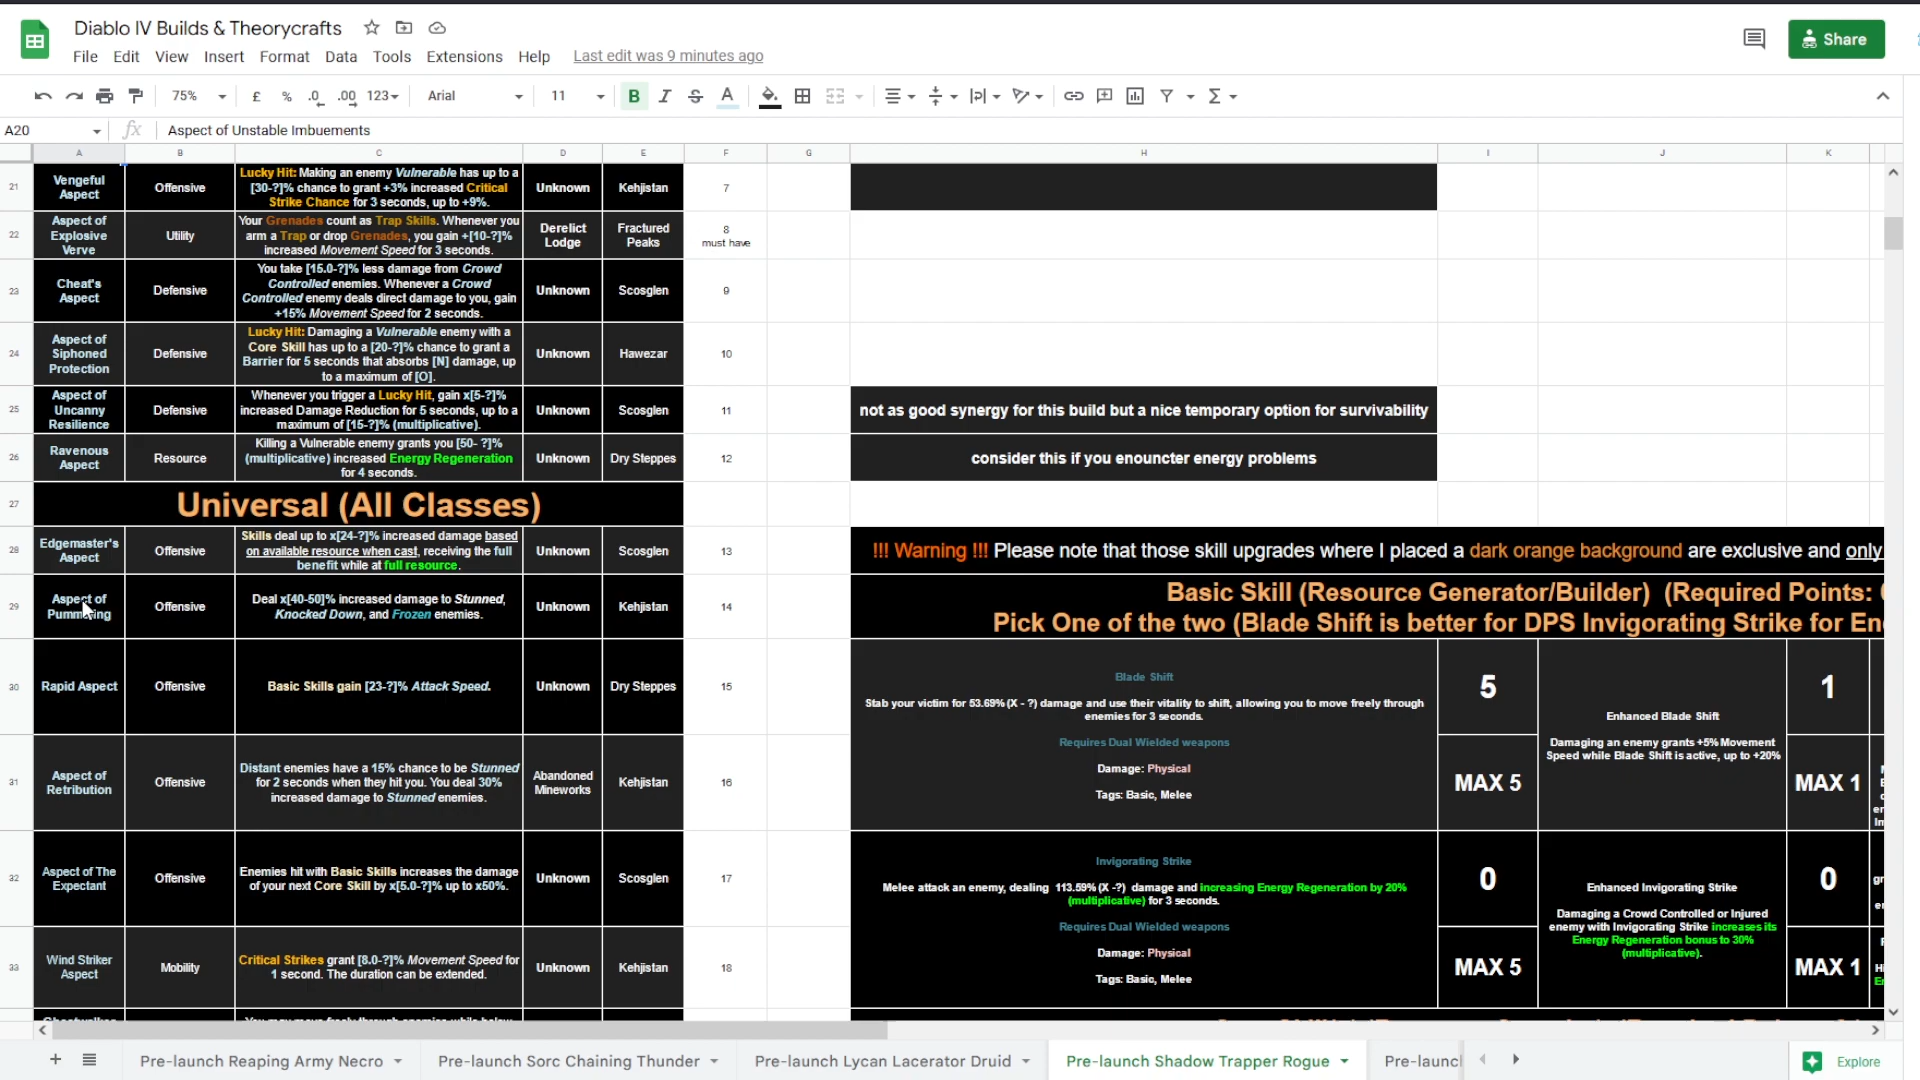 Diablo IV Builds & Theorycrafts
File Edit View Insert Format Data Tools Extensions Help Last edit was 9 minutes ago
Share
75% £ % .0 .00 123 Arial 11 B I S A
A20 fx Aspect of Unstable Imbuements
A B C D E F G H I J K
21
Vengeful
Aspect
Offensive
Lucky Hit: Making an enemy Vulnerable has up to a
[30-?]% chance to grant +3% increased Critical
Strike Chance for 3 seconds, up to +9%.
Unknown
Kehjistan
7
22
Aspect of
Explosive
Verve
Utility
Your Grenades count as Trap Skills. Whenever you
arm a Trap or drop Grenades, you gain +[10-?]%
increased Movement Speed for 3 seconds.
Derelict
Lodge
Fractured
Peaks
8
must have
23
Cheat's
Aspect
Defensive
You take [15.0-?]% less damage from Crowd
Controlled enemies. Whenever a Crowd
Controlled enemy deals direct damage to you, gain
+15% Movement Speed for 2 seconds.
Unknown
Scosglen
9
24
Aspect of
Siphoned
Protection
Defensive
Lucky Hit: Damaging a Vulnerable enemy with a
Core Skill has up to a [20-?]% chance to grant a
Barrier for 5 seconds that absorbs [N] damage, up
to a maximum of [O].
Unknown
Hawezar
10
25
Aspect of
Uncanny
Resilience
Defensive
Whenever you trigger a Lucky Hit, gain x[5-?]%
increased Damage Reduction for 5 seconds, up to a
maximum of [15-?]% (multiplicative).
Unknown
Scosglen
11
not as good synergy for this build but a nice temporary option for survivability
26
Ravenous
Aspect
Resource
Killing a Vulnerable enemy grants you [50- ?]%
(multiplicative) increased Energy Regeneration
for 4 seconds.
Unknown
Dry Steppes
12
consider this if you enouncter energy problems
27
Universal (All Classes)
28
Edgemaster's
Aspect
Offensive
Skills deal up to x[24-?]% increased damage based
on available resource when cast, receiving the full
benefit while at full resource.
Unknown
Scosglen
13
!!! Warning !!! Please note that those skill upgrades where I placed a dark orange background are exclusive and only
29
Aspect of
Offensive
Deal x[40-50]% increased damage to Stunned,
Knocked Down, and Frozen enemies.
Unknown
Kehjistan
14
Basic Skill (Resource Generator/Builder) (Required Points:
Pick One of the two (Blade Shift is better for DPS Invigorating Strike for En
30
Rapid Aspect
Offensive
Basic Skills gain [23-?]% Attack Speed.
Unknown
Dry Steppes
15
Blade Shift
Stab your victim for 53.69%(X - ?) damage and use their vitality to shift, allowing you to move freely through
enemies for 3 seconds.
Requires Dual Wielded weapons
Damage: Physical
Tags: Basic, Melee
5
MAX 5
Enhanced Blade Shift
Damaging an enemy grants +5% Movement
Speed while Blade Shift is active, up to +20%
1
MAX 1
31
Aspect of
Retribution
Offensive
Distant enemies have a 15% chance to be Stunned
for 2 seconds when they hit you. You deal 30%
increased damage to Stunned enemies.
Abandoned
Mineworks
Kehjistan
16
32
Aspect of The
Expectant
Offensive
Enemies hit with Basic Skills increases the damage
of your next Core Skill by x[5.0-?]% up to x50%.
Unknown
Scosglen
17
Invigorating Strike
Melee attack an enemy, dealing 113.59%(X -?) damage and increasing Energy Regeneration by 20%
(multiplicative) for 3 seconds.
Requires Dual Wielded weapons
Damage: Physical
Tags: Basic, Melee
0
MAX 5
Enhanced Invigorating Strike
Damaging a Crowd Controlled or Injured
enemy with Invigorating Strike increases its
Energy Regeneration bonus to 30%
(multiplicative).
0
MAX 1
33
Wind Striker
Aspect
Mobility
Critical Strikes grant [8.0-?]% Movement Speed for
1 second. The duration can be extended.
Unknown
Kehjistan
18
Pre-launch Reaping Army Necro Pre-launch Sorc Chaining Thunder Pre-launch Lycan Lacerator Druid Pre-launch Shadow Trapper Rogue Pre-launc
Explore